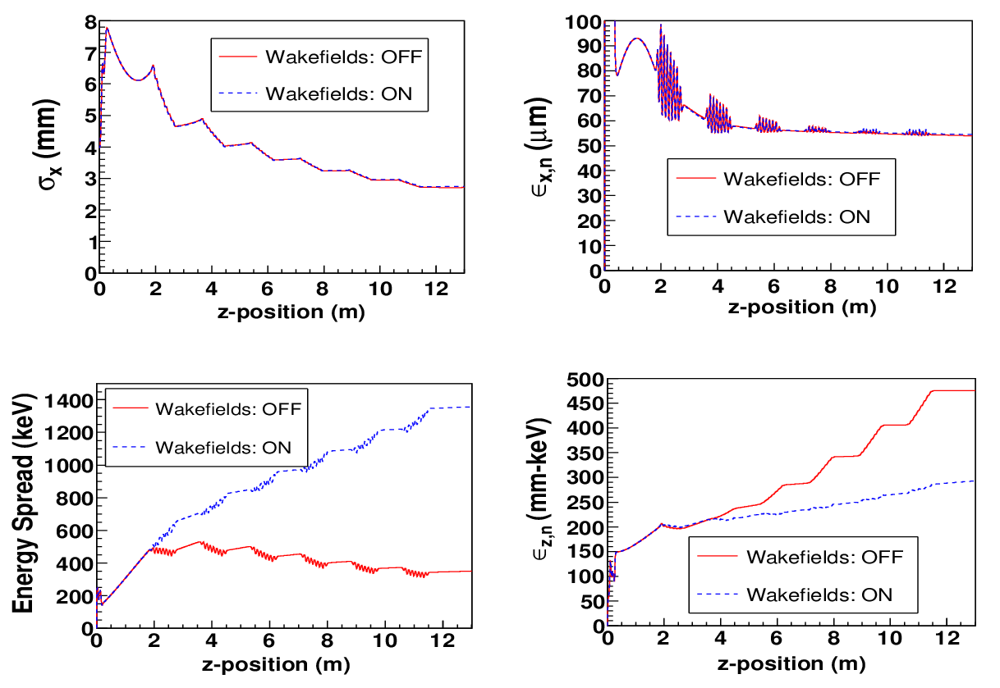 σx (mm)
8
7
6
5
4
3
2
1
0
Wakefields: OFF
Wakefields: ON
0 2 4 6 8 10 12
z-position (m)
ϵx,n (μm)
100
90
80
70
60
50
40
30
20
10
0
Wakefields: OFF
Wakefields: ON
0 2 4 6 8 10 12
z-position (m)
Energy Spread (keV)
1400
1200
1000
800
600
400
200
0
Wakefields: OFF
Wakefields: ON
0 2 4 6 8 10 12
z-position (m)
ϵz,n (mm-keV)
500
450
400
350
300
250
200
150
100
50
0
Wakefields: OFF
Wakefields: ON
0 2 4 6 8 10 12
z-position (m)